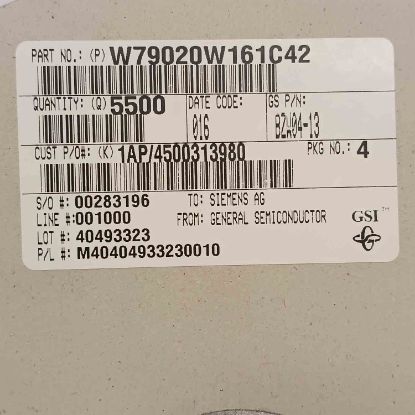 PART NO.: (P) W79020W161C42
QUANTITY: (Q) 5500 DATE CODE: GS P/N:
016 BZW04-13
CUST P/O#: (K) 1AP/4500313980 PKG NO.: 4
S/O #: 00283196 TO: SIEMENS AG
LINE #: 001000 FROM: GENERAL SEMICONDUCTOR GSI™
LOT #: 40493323
P/L #: M40404933230010